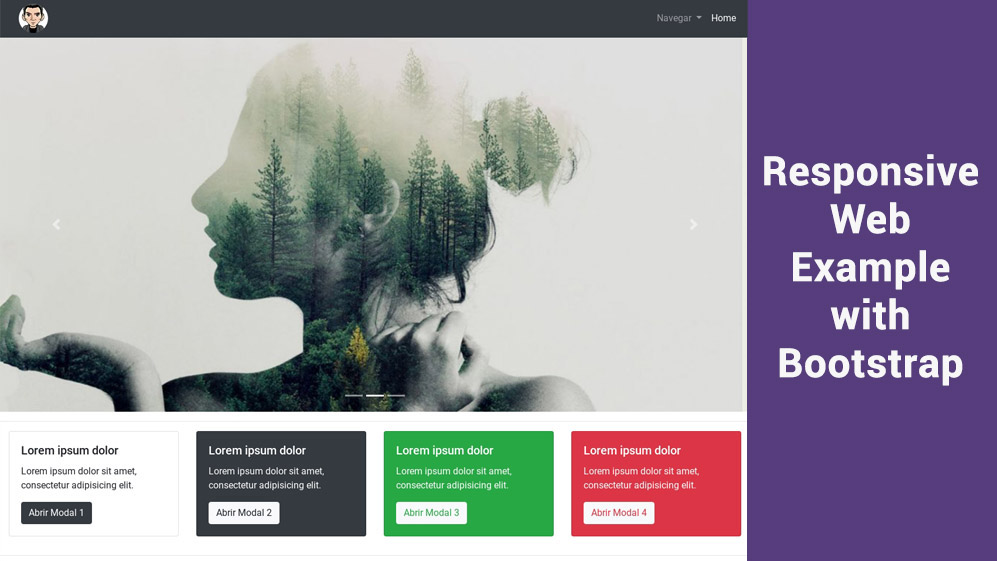 Navegar Home
Responsive
Web
Example
with
Bootstrap
Lorem ipsum dolor
Lorem ipsum dolor sit amet,
consectetur adipisicing elit.
Abrir Modal 1
Lorem ipsum dolor
Lorem ipsum dolor sit amet,
consectetur adipisicing elit.
Abrir Modal 2
Lorem ipsum dolor
Lorem ipsum dolor sit amet,
consectetur adipisicing elit.
Abrir Modal 3
Lorem ipsum dolor
Lorem ipsum dolor sit amet,
consectetur adipisicing elit.
Abrir Modal 4